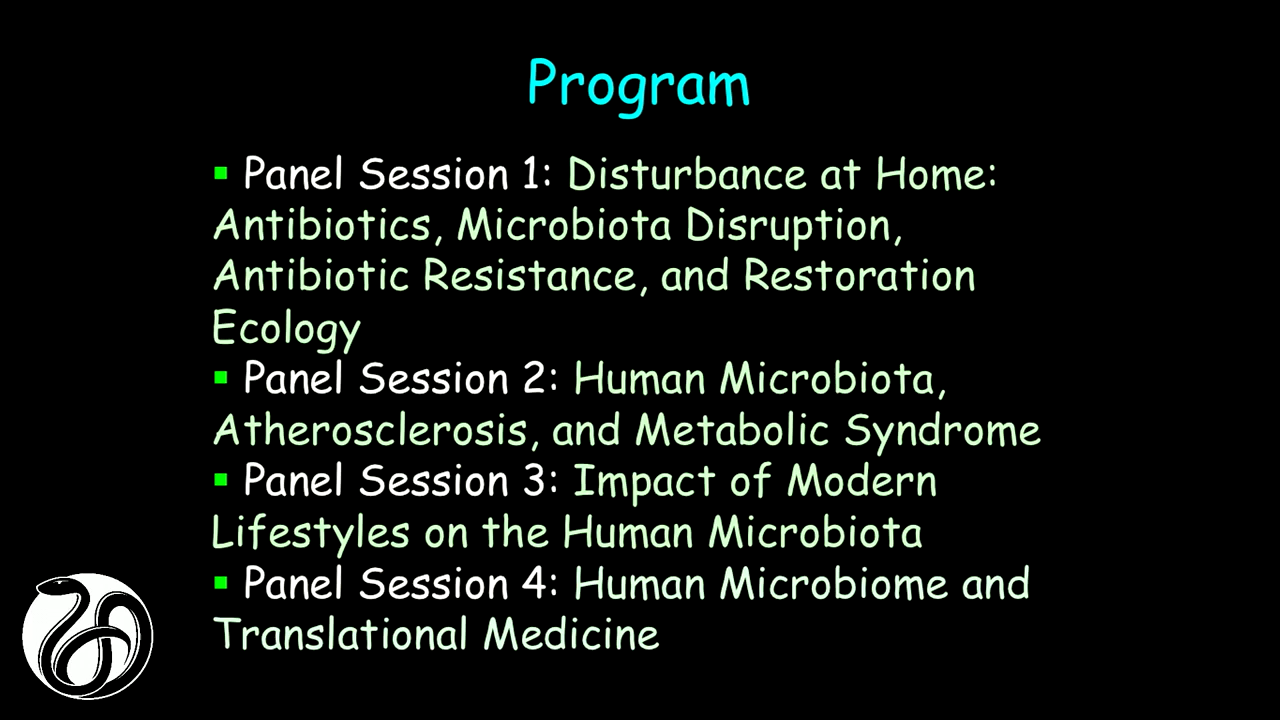 Program
▪ Panel Session 1: Disturbance at Home:
Antibiotics, Microbiota Disruption,
Antibiotic Resistance, and Restoration
Ecology
▪ Panel Session 2: Human Microbiota,
Atherosclerosis, and Metabolic Syndrome
▪ Panel Session 3: Impact of Modern
Lifestyles on the Human Microbiota
▪ Panel Session 4: Human Microbiome and
Translational Medicine